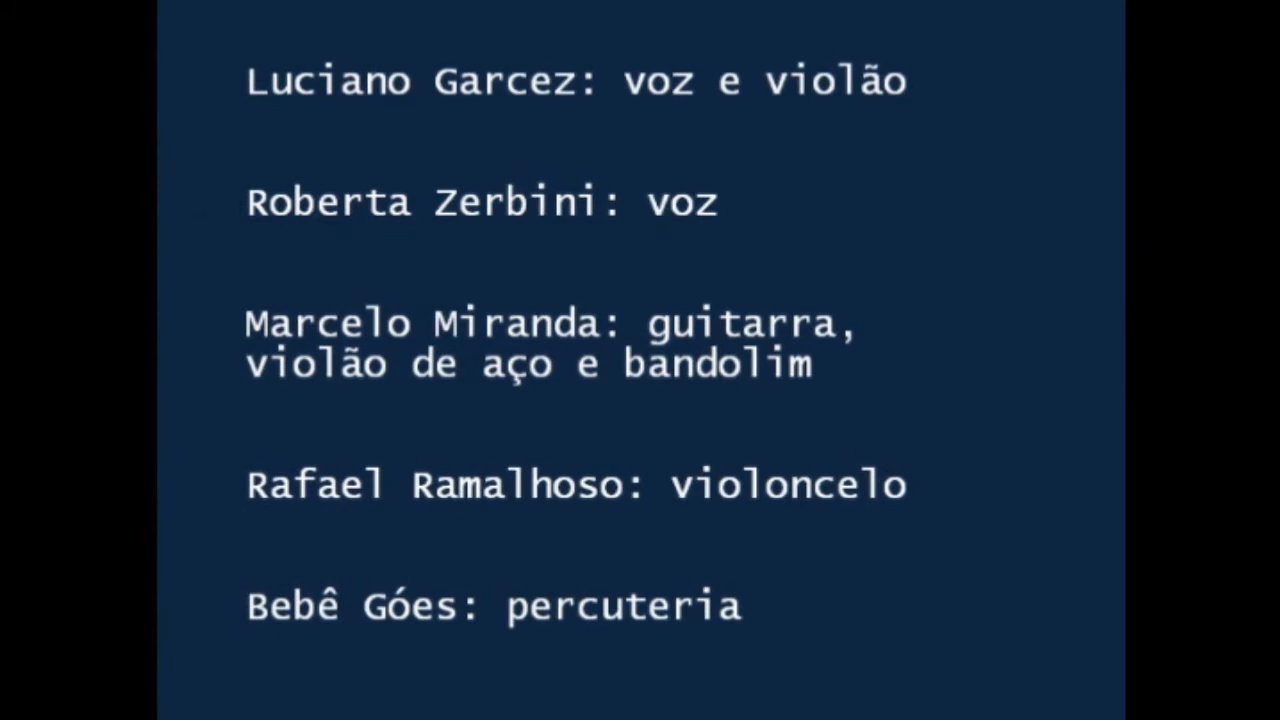 Luciano Garcez: voz e violão
Roberta Zerbini: voz
Marcelo Miranda: guitarra,
violão de aço e bandolim
Rafael Ramalhoso: violoncelo
Bebê Góes: percuteria